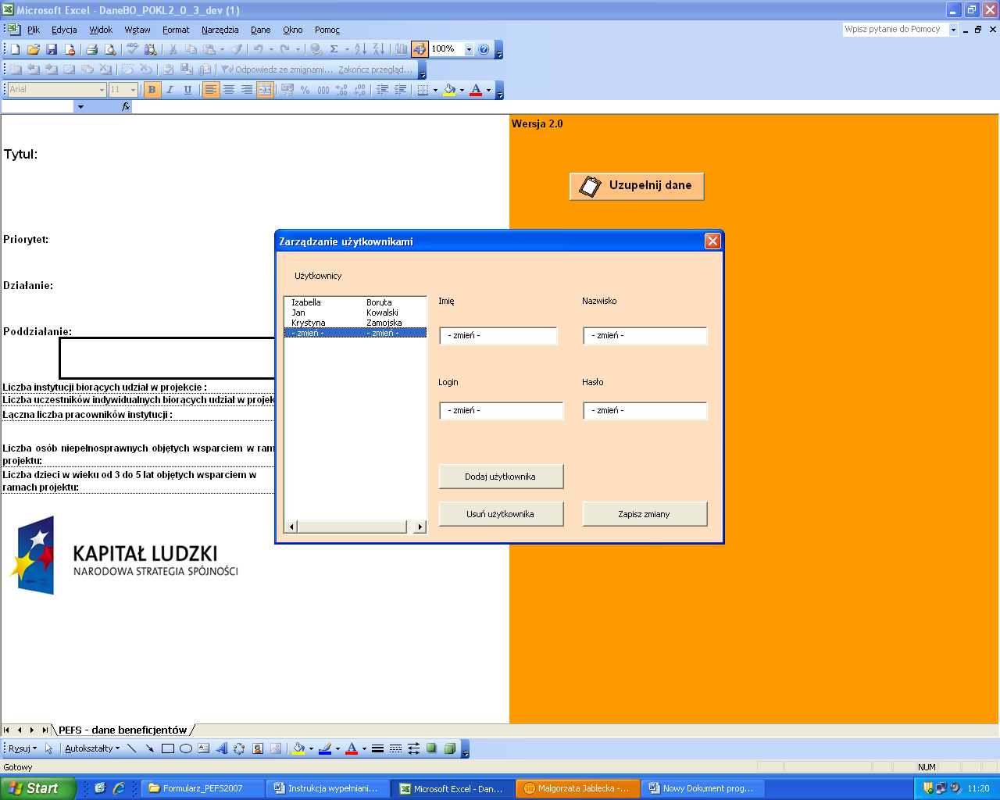 Microsoft Excel - DaneBO_POKL2_0_3_dev (1)
Plik Edycja Widok Wstaw Format Narzędzia Dane Okno Pomoc
Wpisz pytanie do Pomocy
100%
Odpowiedz ze zmianami... Zakończ przegląd...
Arial 11 B I U % 000
fx
Wersja 2.0
Tytuł:
Uzupełnij dane
Priorytet:
Działanie:
Poddziałanie:
Liczba instytucji biorących udział w projekcie :
Liczba uczestników indywidualnych biorących udział w projek
Łączna liczba pracowników instytucji :
Liczba osób niepełnosprawnych objętych wsparciem w ram
projektu:
Liczba dzieci w wieku od 3 do 5 lat objętych wsparciem w
ramach projektu:
KAPITAŁ LUDZKI
NARODOWA STRATEGIA SPÓJNOŚCI
Zarządzanie użytkownikami
Użytkownicy
Izabella Boruta
Jan Kowalski
Krystyna Zamojska
- zmień - - zmień -
Imię Nazwisko
- zmień - - zmień -
Login Hasło
- zmień - - zmień -
Dodaj użytkownika
Usuń użytkownika Zapisz zmiany
PEFS - dane beneficjentów
Rysuj Autokształty
Gotowy
NUM
Start
Formularz_PEFS2007
Instrukcja wypełniani...
Microsoft Excel - Dan...
Malgorzata Jablecka -...
Nowy Dokument prog...
11:20